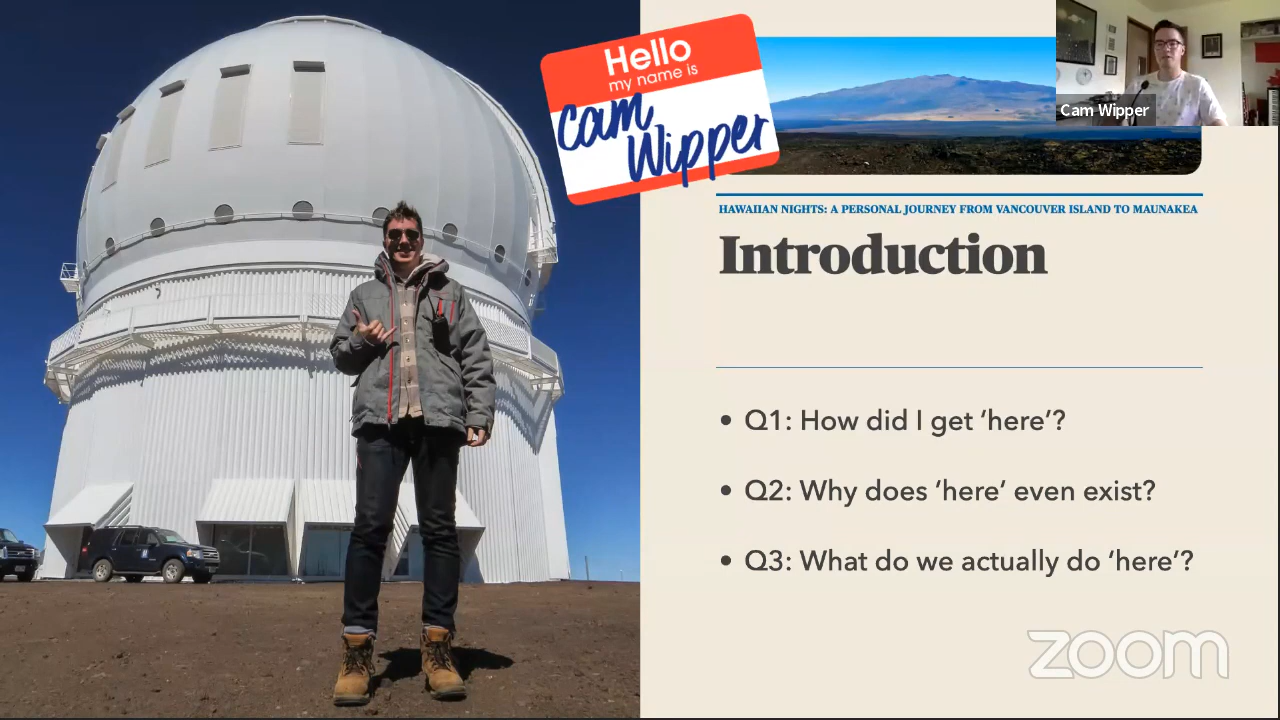 Hello
my name is
Cam
Wipper
Cam Wipper
HAWAIIAN NIGHTS: A PERSONAL JOURNEY FROM VANCOUVER ISLAND TO MAUNAKEA
Introduction
• Q1: How did I get ‘here’?
• Q2: Why does ‘here’ even exist?
• Q3: What do we actually do ‘here’?
zoom